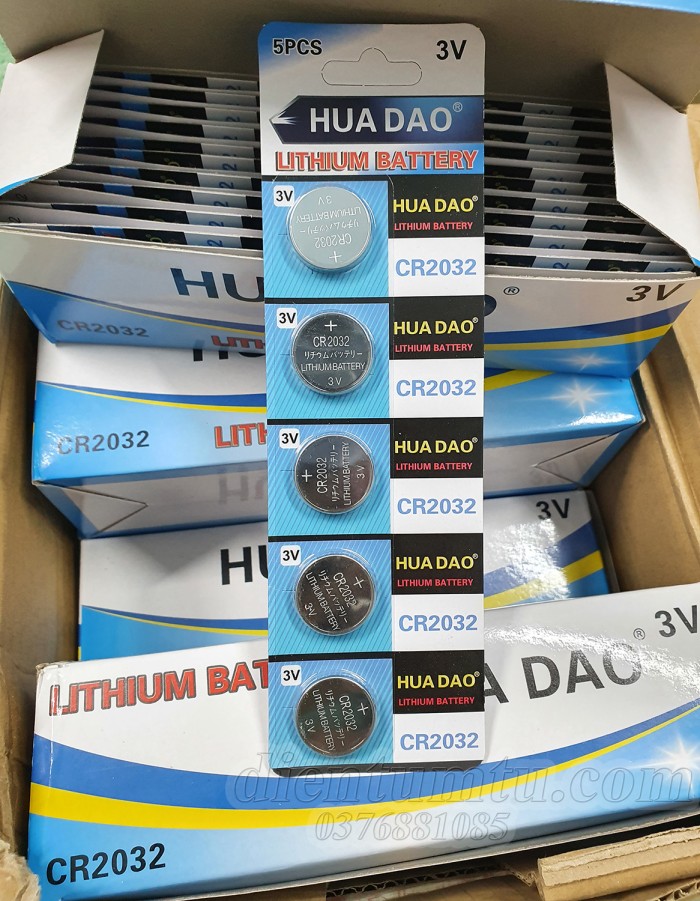 5PCS 3V
HUA DAO®
LITHIUM BATTERY
3V
CR2032
リチウムバッテリー
LITHIUM BATTERY
3V
HUA DAO®
LITHIUM BATTERY
CR2032
3V
CR2032
リチウムバッテリー
LITHIUM BATTERY
3V
HUA DAO®
LITHIUM BATTERY
CR2032
3V
CR2032
リチウムバッテリー
LITHIUM BATTERY
3V
HUA DAO®
LITHIUM BATTERY
CR2032
3V
CR2032
リチウムバッテリー
LITHIUM BATTERY
3V
HUA DAO®
LITHIUM BATTERY
CR2032
3V
CR2032
リチウムバッテリー
LITHIUM BATTERY
3V
HUA DAO®
LITHIUM BATTERY
CR2032
HU ® 3V
CR2032
CR2032 LITH
HU 3V
LITHIUM BAT A DAO® 3V
CR2032
dientumtu.com
0376881085